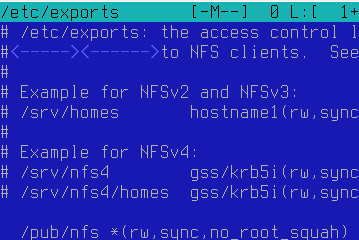 /etc/exports [-M--] 0 L:[ 1+
# /etc/exports: the access control l
#<-----><------>to NFS clients. See
#
# Example for NFSv2 and NFSv3:
# /srv/homes hostname1(rw,sync
#
# Example for NFSv4:
# /srv/nfs4 gss/krb5i(rw,sync
# /srv/nfs4/homes gss/krb5i(rw,sync
/pub/nfs *(rw,sync,no_root_squah)